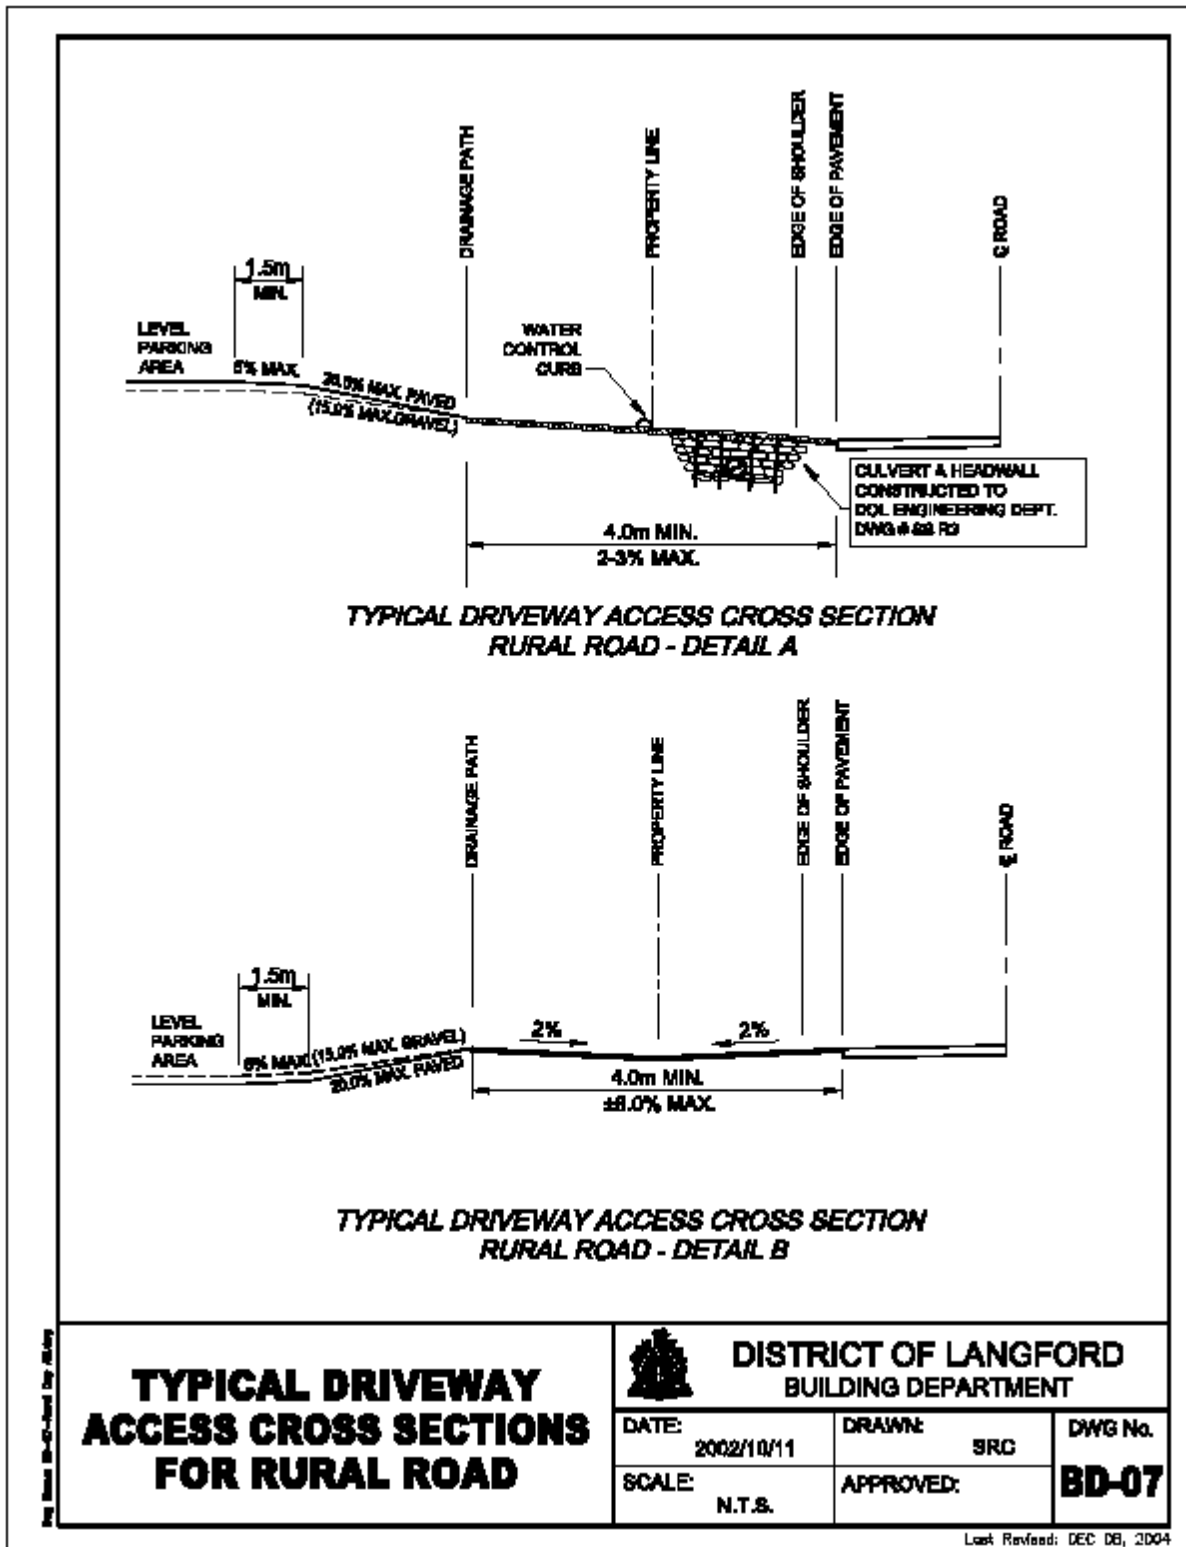 DRAINAGE PATH
PROPERTY LINE
EDGE OF SHOULDER
EDGE OF PAVEMENT
℄ ROAD
1.5m
MIN.
LEVEL
PARKING
AREA
MAX.
20.0% MAX. PAVED
(15.0% MAX.GRAVEL)
WATER
CONTROL
CURB
CULVERT & HEADWALL
CONSTRUCTED TO
DOL ENGINEERING DEPT.
DWG #
4.0m MIN.
2-3% MAX.
TYPICAL DRIVEWAY ACCESS CROSS SECTION
RURAL ROAD - DETAIL A
DRAINAGE PATH
PROPERTY LINE
EDGE OF SHOULDER
EDGE OF PAVEMENT
℄ ROAD
1.5m
MIN.
LEVEL
PARKING
AREA
MAX.
(15.0% MAX. GRAVEL)
20.0% MAX. PAVED
2%
2%
4.0m MIN.
MAX.
TYPICAL DRIVEWAY ACCESS CROSS SECTION
RURAL ROAD - DETAIL B
TYPICAL DRIVEWAY
ACCESS CROSS SECTIONS
FOR RURAL ROAD
DISTRICT OF LANGFORD
BUILDING DEPARTMENT
DATE:
2002/10/11
DRAWN:
SRC
DWG No.
BD-07
SCALE:
N.T.S.
APPROVED:
Last Revised: DEC 08, 2004